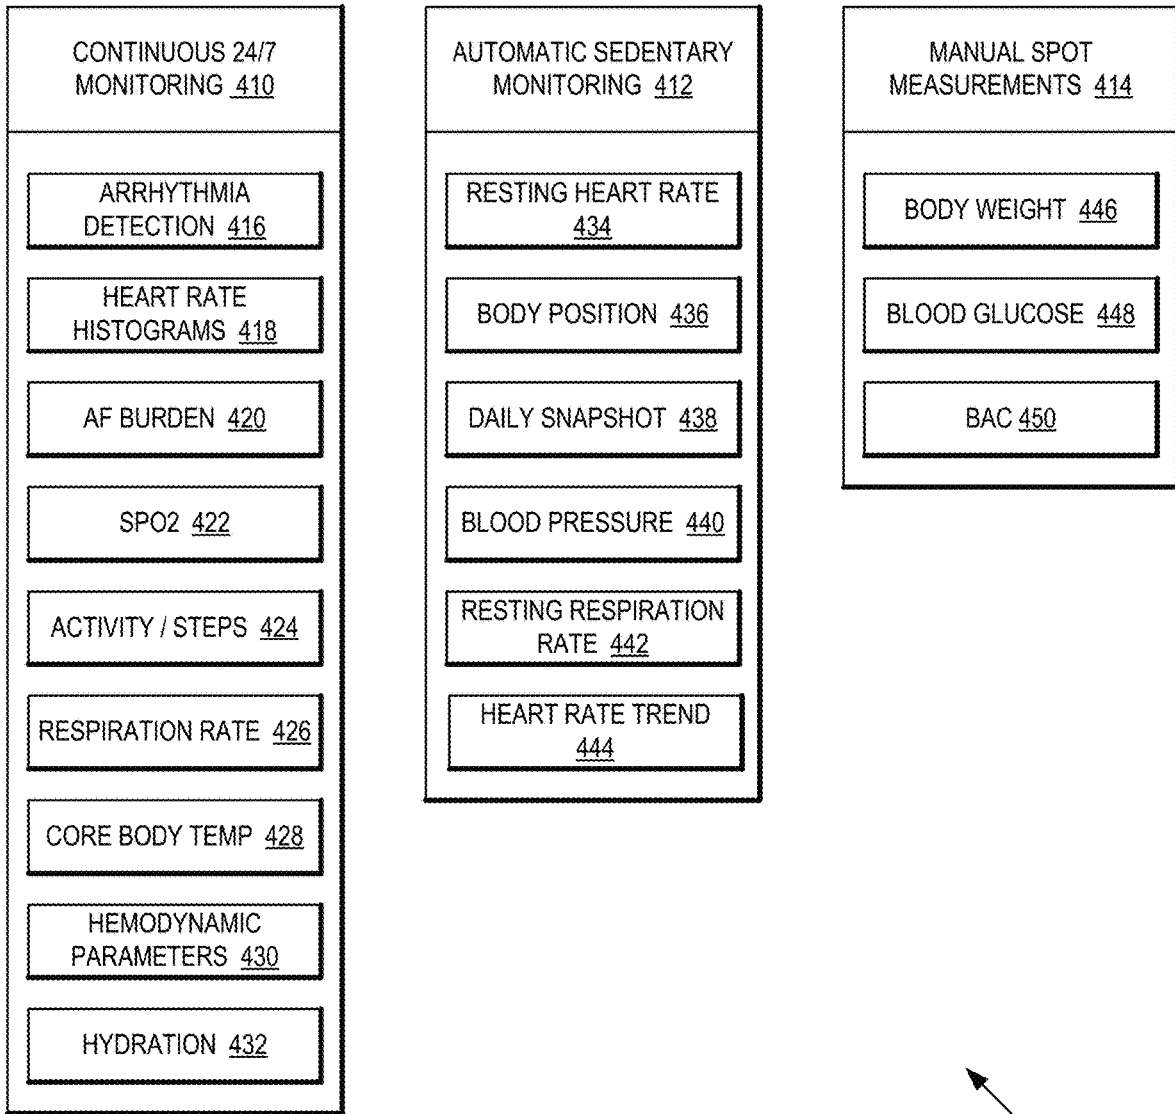 CONTINUOUS 24/7
MONITORING 410
ARRHYTHMIA
DETECTION 416
HEART RATE
HISTOGRAMS 418
AF BURDEN 420
SPO2 422
ACTIVITY / STEPS 424
RESPIRATION RATE 426
CORE BODY TEMP 428
HEMODYNAMIC
PARAMETERS 430
HYDRATION 432
AUTOMATIC SEDENTARY
MONITORING 412
RESTING HEART RATE
434
BODY POSITION 436
DAILY SNAPSHOT 438
BLOOD PRESSURE 440
RESTING RESPIRATION
RATE 442
HEART RATE TREND
444
MANUAL SPOT
MEASUREMENTS 414
BODY WEIGHT 446
BLOOD GLUCOSE 448
BAC 450